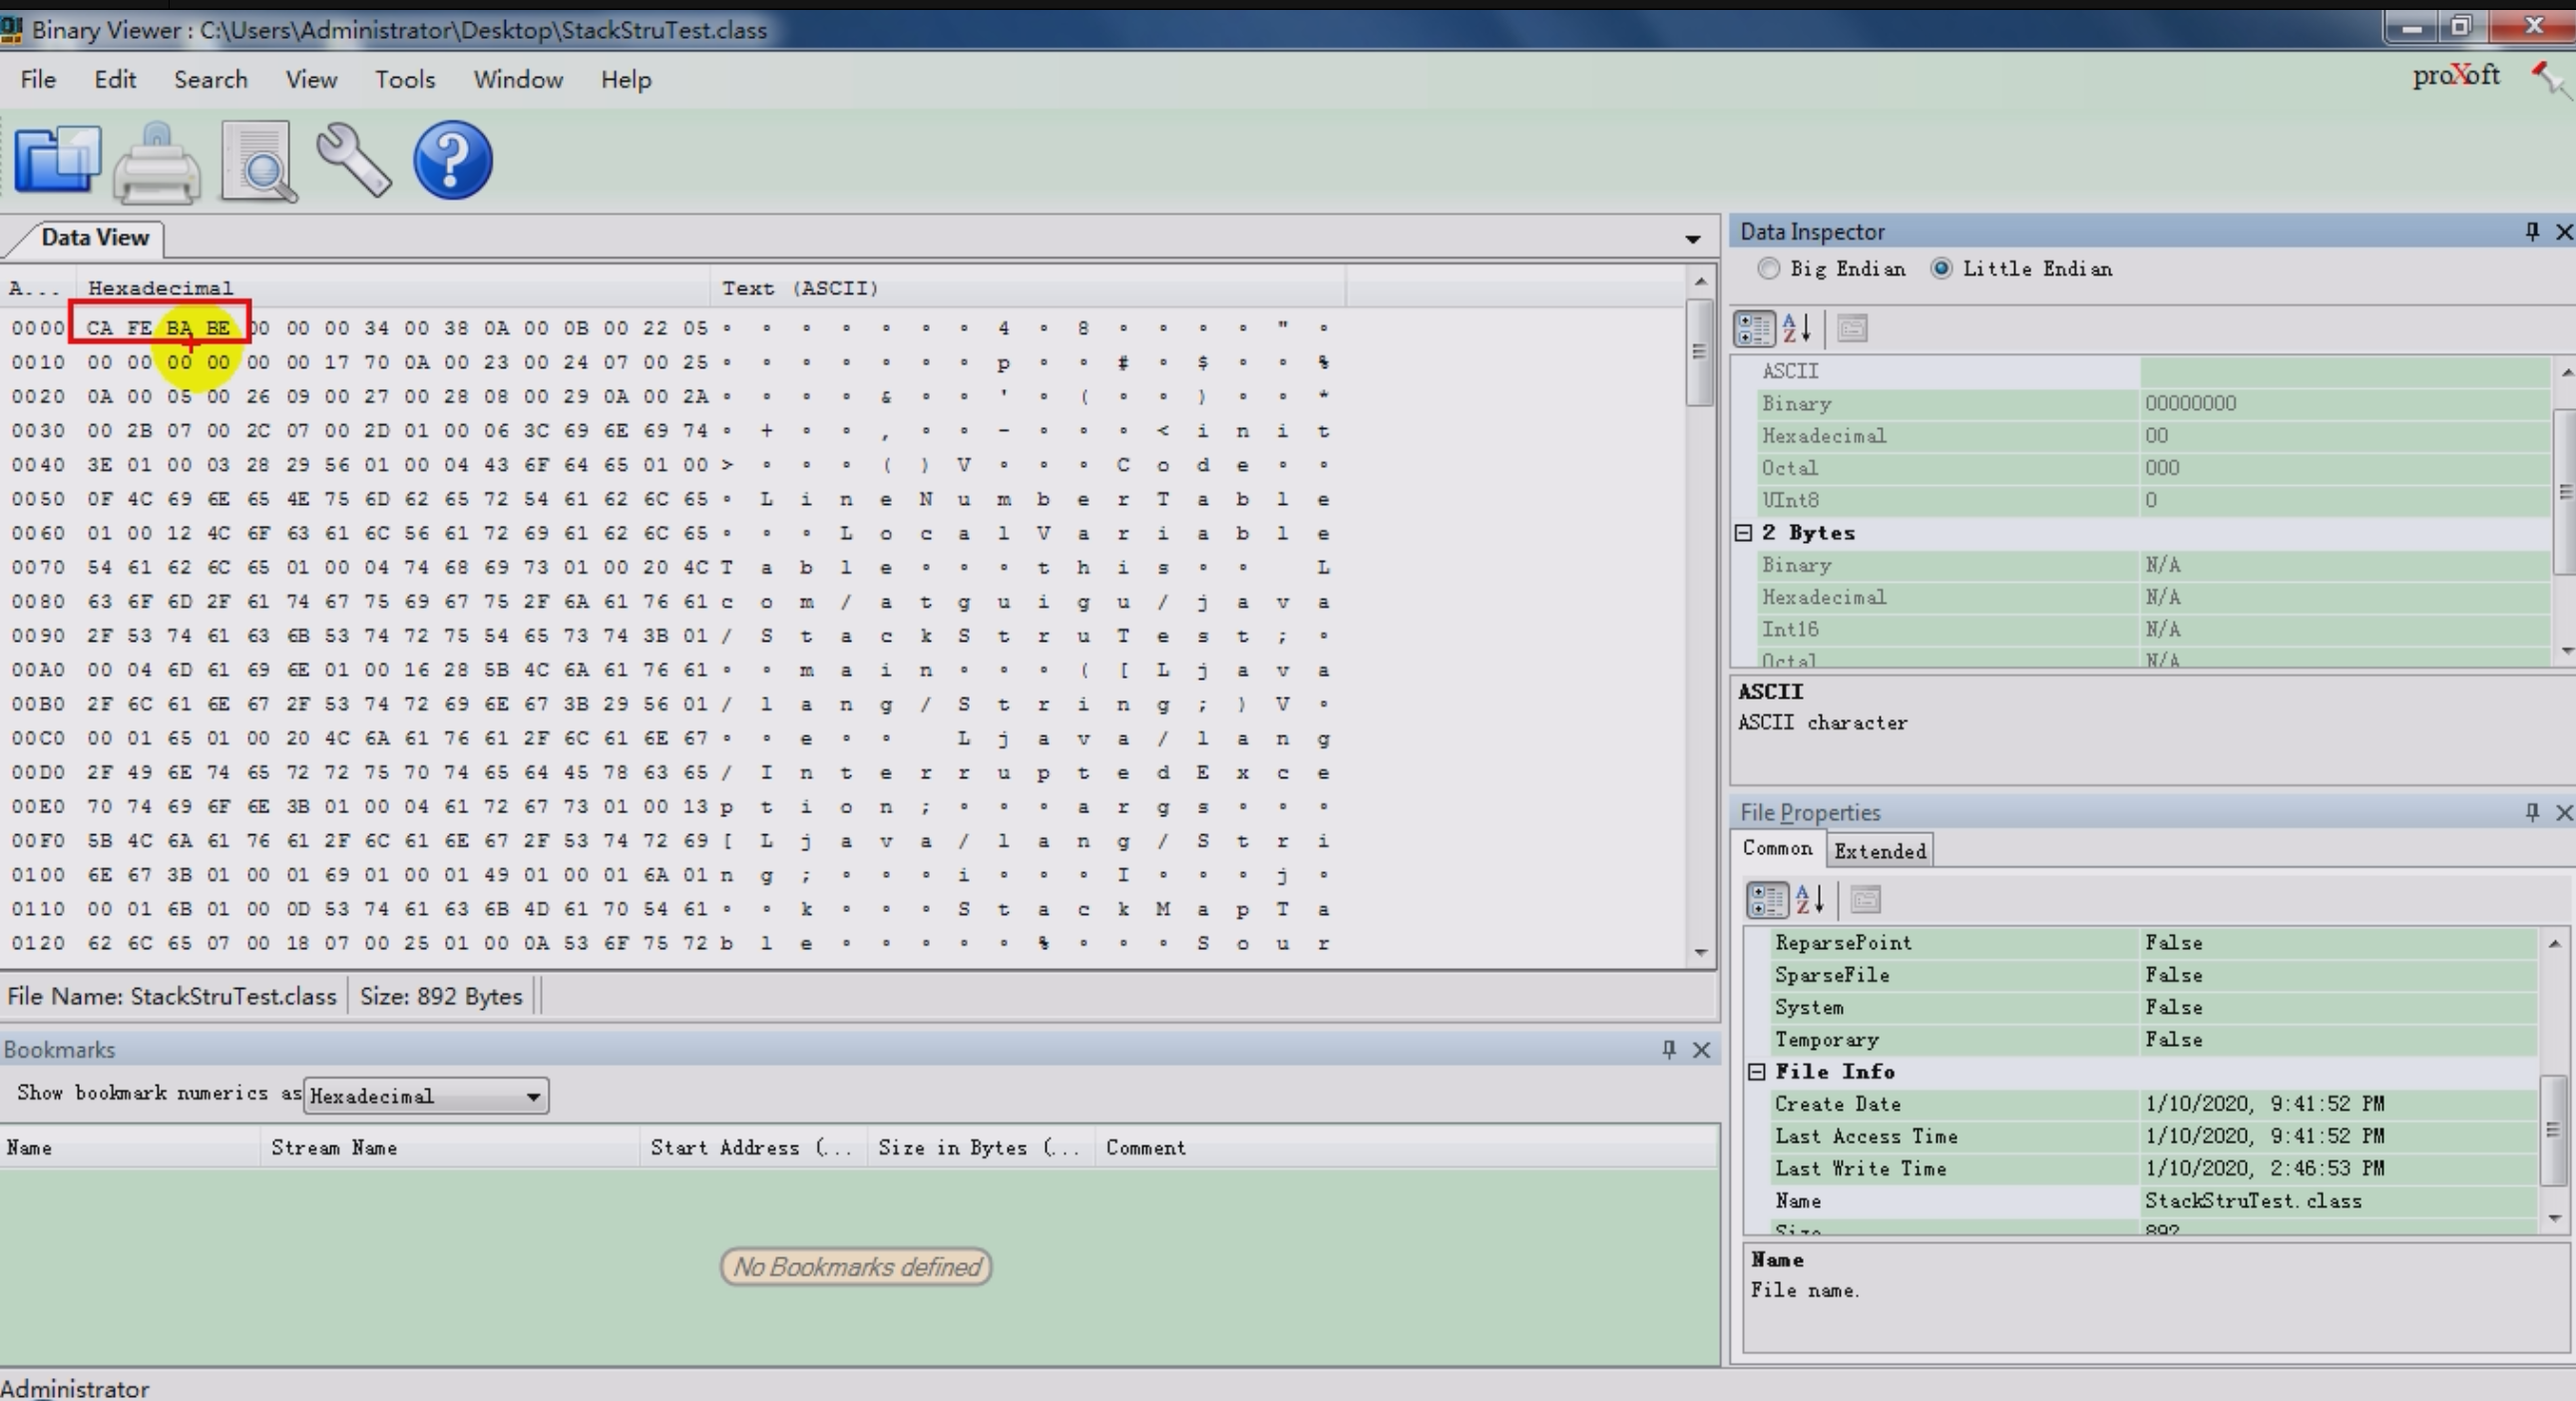 Binary Viewer : C:\Users\Administrator\Desktop\StackStruTest.class
File Edit Search View Tools Window Help
proXoft
Data View
A... Hexadecimal Text (ASCII)
0000 CA FE BA BE 00 00 00 34 00 38 0A 00 0B 00 22 05 ∘ ∘ ∘ ∘ ∘ ∘ ∘ 4 ∘ 8 ∘ ∘ ∘ ∘ " ∘
0010 00 00 00 00 00 00 17 70 0A 00 23 00 24 07 00 25 ∘ ∘ ∘ ∘ ∘ ∘ ∘ p ∘ ∘ # ∘ $ ∘ ∘ %
0020 0A 00 05 00 26 09 00 27 00 28 08 00 29 0A 00 2A ∘ ∘ ∘ ∘ & ∘ ∘ ' ∘ ( ∘ ∘ ) ∘ ∘ *
0030 00 2B 07 00 2C 07 00 2D 01 00 06 3C 69 6E 69 74 ∘ + ∘ ∘ , ∘ ∘ - ∘ ∘ ∘ < i n i t
0040 3E 01 00 03 28 29 56 01 00 04 43 6F 64 65 01 00 > ∘ ∘ ∘ ( ) V ∘ ∘ ∘ C o d e ∘ ∘
0050 0F 4C 69 6E 65 4E 75 6D 62 65 72 54 61 62 6C 65 ∘ L i n e N u m b e r T a b l e
0060 01 00 12 4C 6F 63 61 6C 56 61 72 69 61 62 6C 65 ∘ ∘ ∘ L o c a l V a r i a b l e
0070 54 61 62 6C 65 01 00 04 74 68 69 73 01 00 20 4C T a b l e ∘ ∘ ∘ t h i s ∘ ∘ L
0080 63 6F 6D 2F 61 74 67 75 69 67 75 2F 6A 61 76 61 c o m / a t g u i g u / j a v a
0090 2F 53 74 61 63 6B 53 74 72 75 54 65 73 74 3B 01 / S t a c k S t r u T e s t ; ∘
00A0 00 04 6D 61 69 6E 01 00 16 28 5B 4C 6A 61 76 61 ∘ ∘ m a i n ∘ ∘ ∘ ( [ L j a v a
00B0 2F 6C 61 6E 67 2F 53 74 72 69 6E 67 3B 29 56 01 / l a n g / S t r i n g ; ) V ∘
00C0 00 01 65 01 00 20 4C 6A 61 76 61 2F 6C 61 6E 67 ∘ ∘ e ∘ ∘ L j a v a / l a n g
00D0 2F 49 6E 74 65 72 72 75 70 74 65 64 45 78 63 65 / I n t e r r u p t e d E x c e
00E0 70 74 69 6F 6E 3B 01 00 04 61 72 67 73 01 00 13 p t i o n ; ∘ ∘ ∘ a r g s ∘ ∘ ∘
00F0 5B 4C 6A 61 76 61 2F 6C 61 6E 67 2F 53 74 72 69 [ L j a v a / l a n g / S t r i
0100 6E 67 3B 01 00 01 69 01 00 01 49 01 00 01 6A 01 n g ; ∘ ∘ ∘ i ∘ ∘ ∘ I ∘ ∘ ∘ j ∘
0110 00 01 6B 01 00 0D 53 74 61 63 6B 4D 61 70 54 61 ∘ ∘ k ∘ ∘ ∘ S t a c k M a p T a
0120 62 6C 65 07 00 18 07 00 25 01 00 0A 53 6F 75 72 b l e ∘ ∘ ∘ ∘ ∘ % ∘ ∘ ∘ S o u r
File Name: StackStruTest.class Size: 892 Bytes
Bookmarks
Show bookmark numerics as Hexadecimal
Name Stream Name Start Address (... Size in Bytes (... Comment
No Bookmarks defined
Administrator
Data Inspector
Big Endian Little Endian
ASCII
Binary 00000000
Hexadecimal 00
Octal 000
UInt8 0
2 Bytes
Binary N/A
Hexadecimal N/A
Int16 N/A
Octal N/A
ASCII
ASCII character
File Properties
Common Extended
ReparsePoint False
SparseFile False
System False
Temporary False
File Info
Create Date 1/10/2020, 9:41:52 PM
Last Access Time 1/10/2020, 9:41:52 PM
Last Write Time 1/10/2020, 2:46:53 PM
Name StackStruTest.class
Size 892
Name
File name.